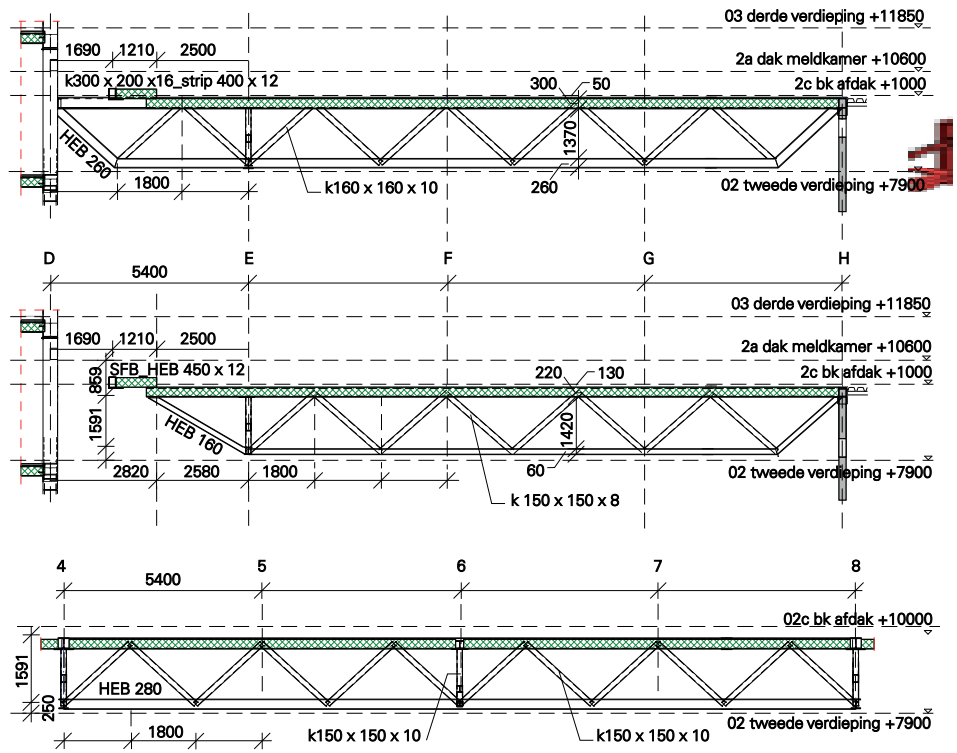 03 derde verdieping +11850
1690 1210 2500
2a dak meldkamer +10600
k300 x 200 x16_strip 400 x 12
300 50
2c bk afdak +1000
HEB 260
1370
1800
k160 x 160 x 10
260
02 tweede verdieping +7900
D E F G H
5400
03 derde verdieping +11850
1690 1210 2500
2a dak meldkamer +10600
859
SFB_HEB 450 x 12
220 130
2c bk afdak +1000
1591
HEB 160
1420
2820 2580 1800
60
02 tweede verdieping +7900
k 150 x 150 x 8
4 5 6 7 8
5400
02c bk afdak +10000
1591
HEB 280
250
02 tweede verdieping +7900
1800
k150 x 150 x 10
k150 x 150 x 10